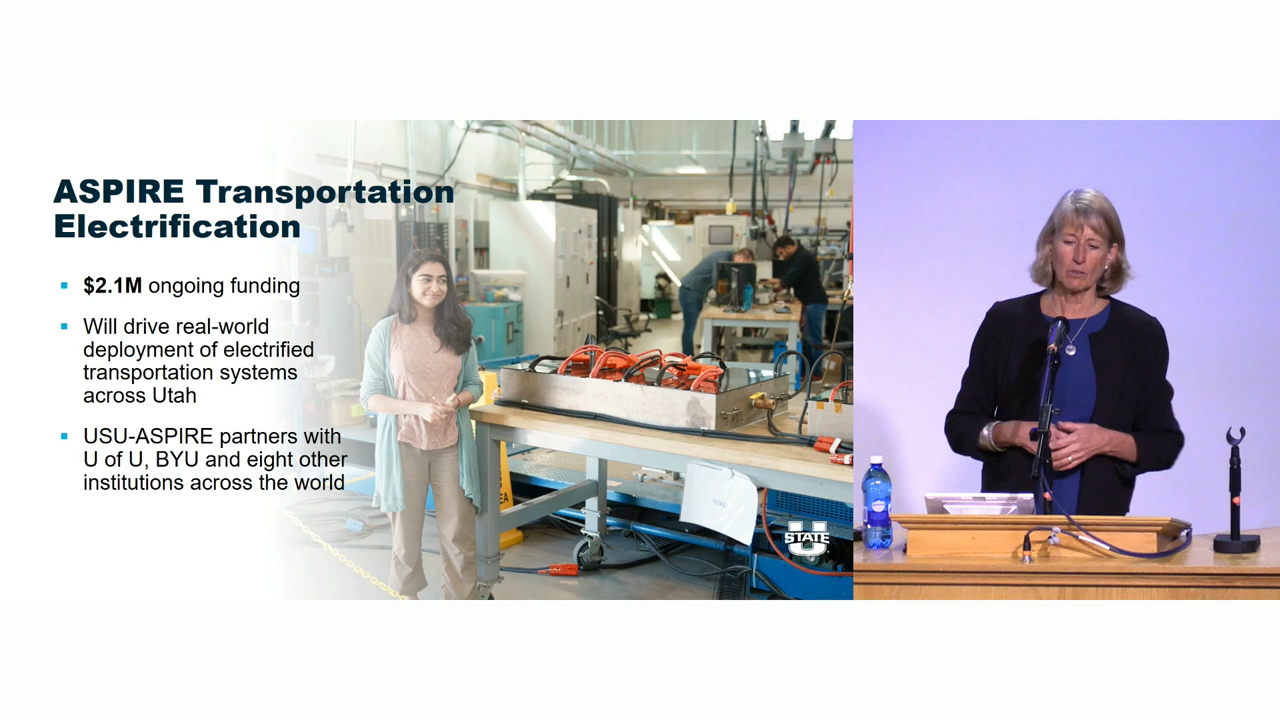 ASPIRE Transportation
Electrification
$2.1M ongoing funding
Will drive real-world
deployment of electrified
transportation systems
across Utah
USU-ASPIRE partners with
U of U, BYU and eight other
institutions across the world
U
STATE